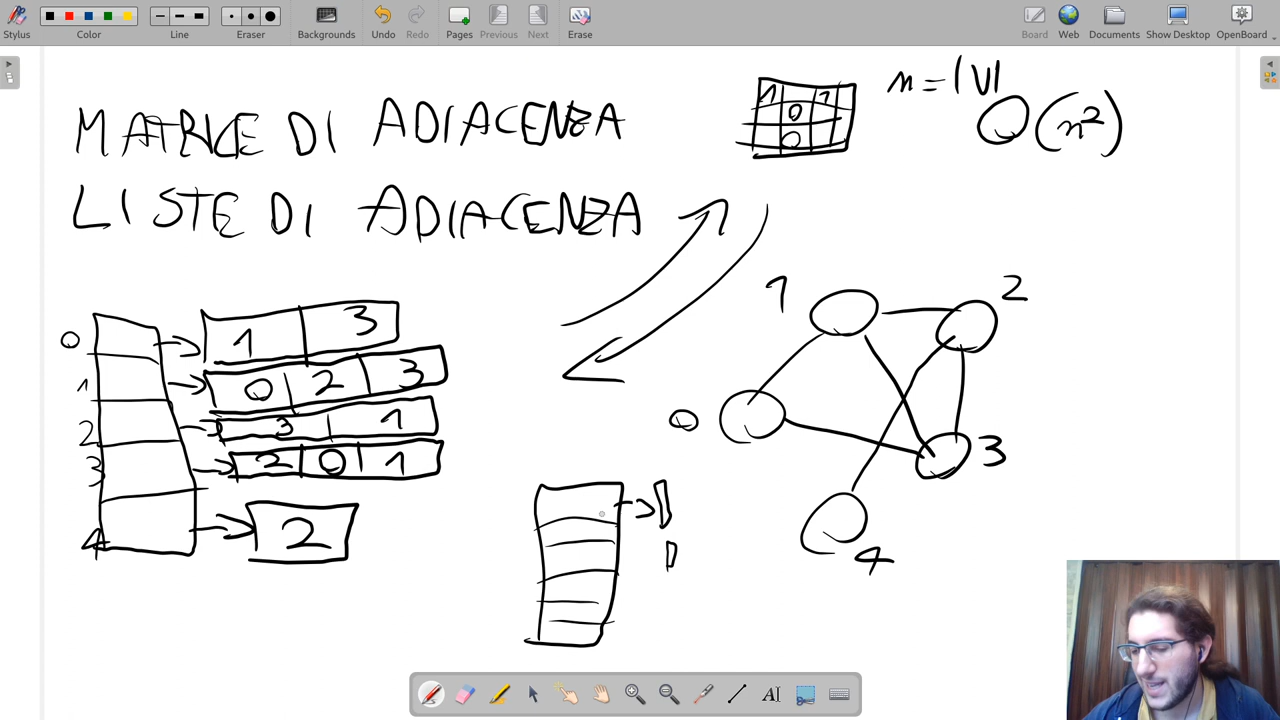 Stylus Color Line Eraser Backgrounds Undo Redo Pages Previous Next Erase Board Web Documents Show Desktop OpenBoard
MATRICE DI ADIACENZA
1 1
0
0
n = |V|
O(n²)
LISTE DI ADIACENZA
0 1 3
1 0 2 3
2 3 1
3 2 0 1
4 2
1 2
0
3
4